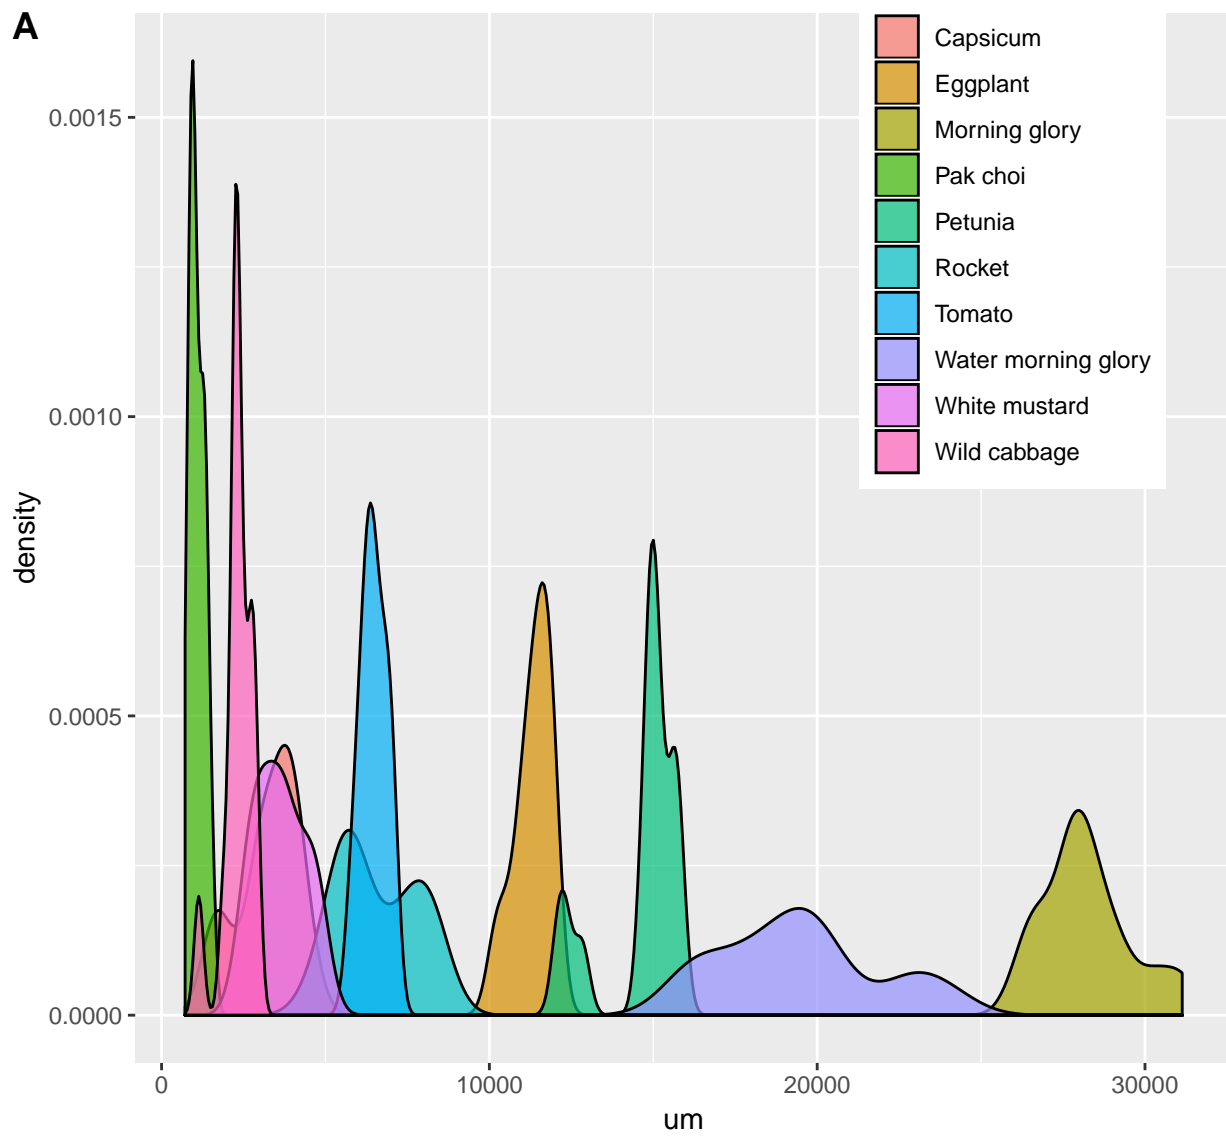 A
Capsicum
Eggplant
Morning glory
Pak choi
Petunia
Rocket
Tomato
Water morning glory
White mustard
Wild cabbage
0.0015
0.0010
0.0005
0.0000
density
0 10000 20000 30000
um